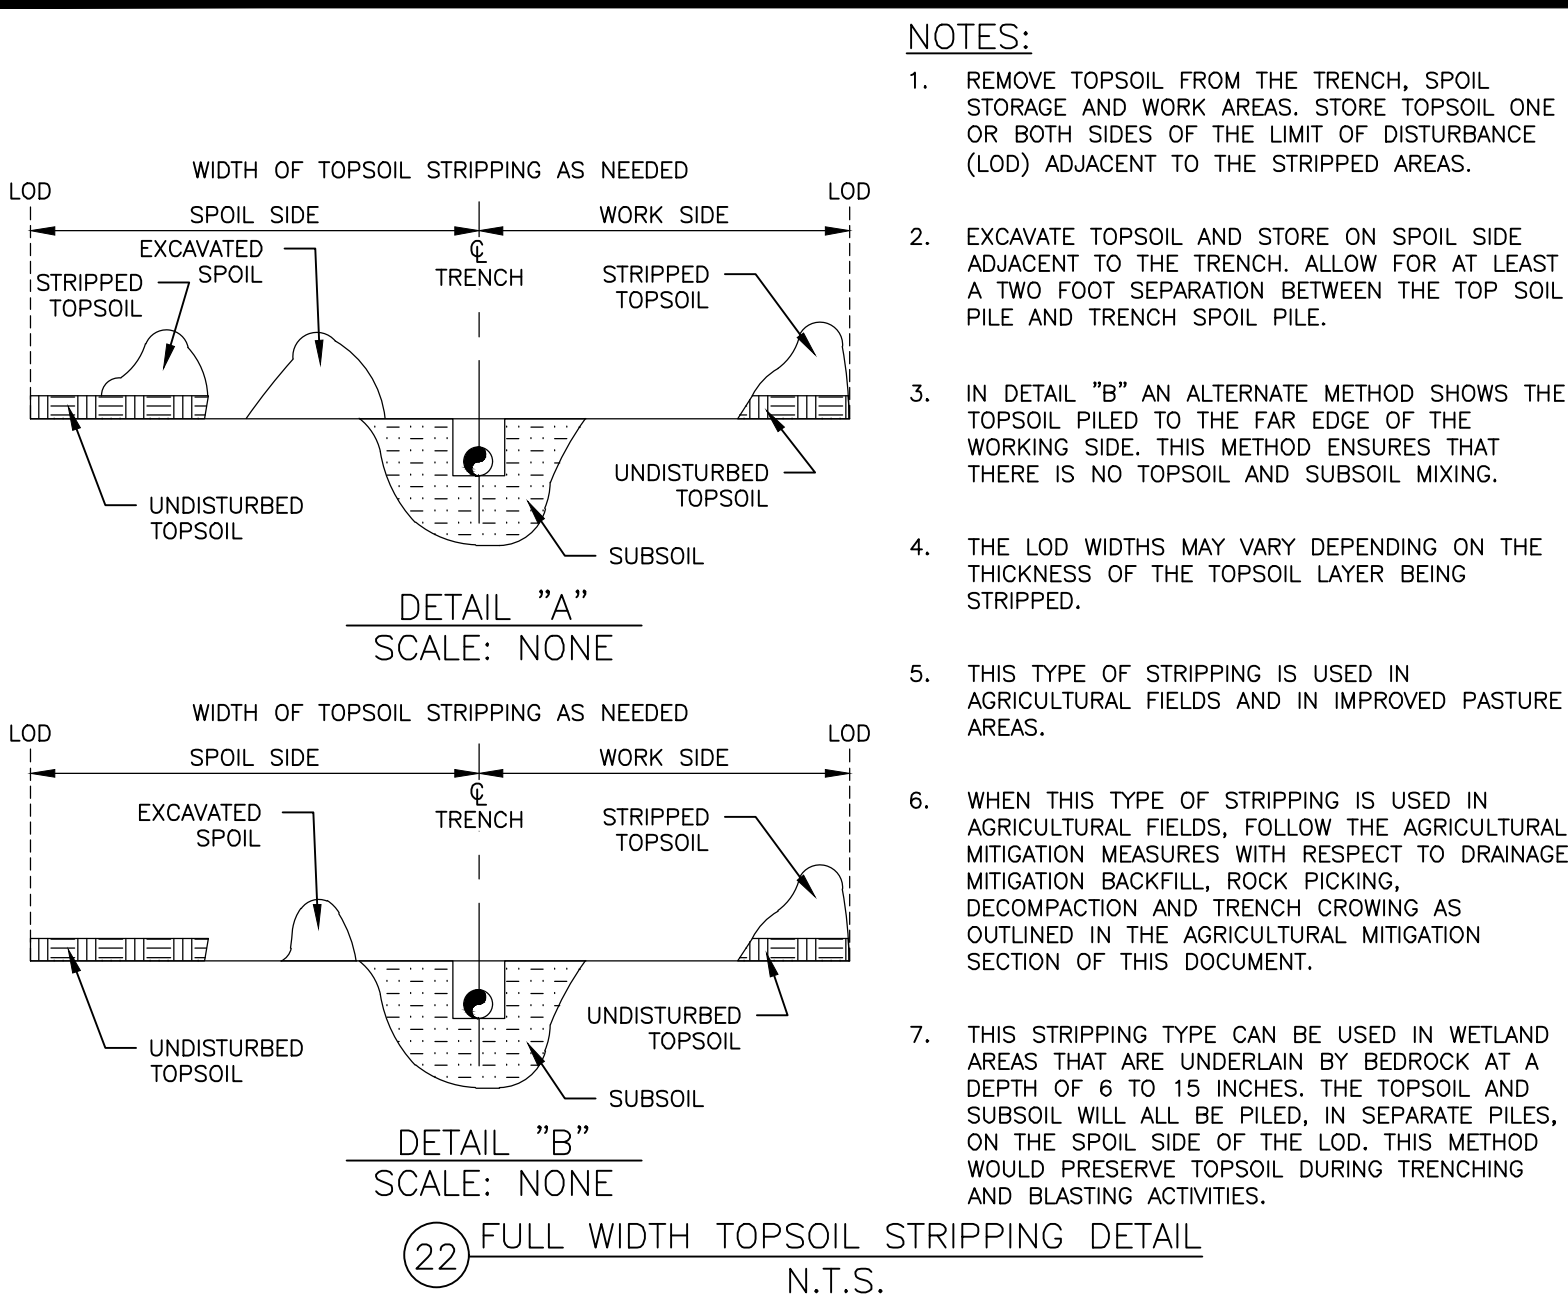 WIDTH OF TOPSOIL STRIPPING AS NEEDED
LOD
LOD
SPOIL SIDE
WORK SIDE
EXCAVATED
SPOIL
STRIPPED
TOPSOIL
℄
TRENCH
STRIPPED
TOPSOIL
UNDISTURBED
TOPSOIL
UNDISTURBED
TOPSOIL
SUBSOIL
DETAIL "A"
SCALE: NONE
WIDTH OF TOPSOIL STRIPPING AS NEEDED
LOD
LOD
SPOIL SIDE
WORK SIDE
EXCAVATED
SPOIL
℄
TRENCH
STRIPPED
TOPSOIL
UNDISTURBED
TOPSOIL
UNDISTURBED
TOPSOIL
SUBSOIL
DETAIL "B"
SCALE: NONE
NOTES:
1. REMOVE TOPSOIL FROM THE TRENCH, SPOIL
STORAGE AND WORK AREAS. STORE TOPSOIL ONE
OR BOTH SIDES OF THE LIMIT OF DISTURBANCE
(LOD) ADJACENT TO THE STRIPPED AREAS.
2. EXCAVATE TOPSOIL AND STORE ON SPOIL SIDE
ADJACENT TO THE TRENCH. ALLOW FOR AT LEAST
A TWO FOOT SEPARATION BETWEEN THE TOP SOIL
PILE AND TRENCH SPOIL PILE.
3. IN DETAIL "B" AN ALTERNATE METHOD SHOWS THE
TOPSOIL PILED TO THE FAR EDGE OF THE
WORKING SIDE. THIS METHOD ENSURES THAT
THERE IS NO TOPSOIL AND SUBSOIL MIXING.
4. THE LOD WIDTHS MAY VARY DEPENDING ON THE
THICKNESS OF THE TOPSOIL LAYER BEING
STRIPPED.
5. THIS TYPE OF STRIPPING IS USED IN
AGRICULTURAL FIELDS AND IN IMPROVED PASTURE
AREAS.
6. WHEN THIS TYPE OF STRIPPING IS USED IN
AGRICULTURAL FIELDS, FOLLOW THE AGRICULTURAL
MITIGATION MEASURES WITH RESPECT TO DRAINAGE
MITIGATION BACKFILL, ROCK PICKING,
DECOMPACTION AND TRENCH CROWING AS
OUTLINED IN THE AGRICULTURAL MITIGATION
SECTION OF THIS DOCUMENT.
7. THIS STRIPPING TYPE CAN BE USED IN WETLAND
AREAS THAT ARE UNDERLAIN BY BEDROCK AT A
DEPTH OF 6 TO 15 INCHES. THE TOPSOIL AND
SUBSOIL WILL ALL BE PILED, IN SEPARATE PILES,
ON THE SPOIL SIDE OF THE LOD. THIS METHOD
WOULD PRESERVE TOPSOIL DURING TRENCHING
AND BLASTING ACTIVITIES.
22 FULL WIDTH TOPSOIL STRIPPING DETAIL
N.T.S.